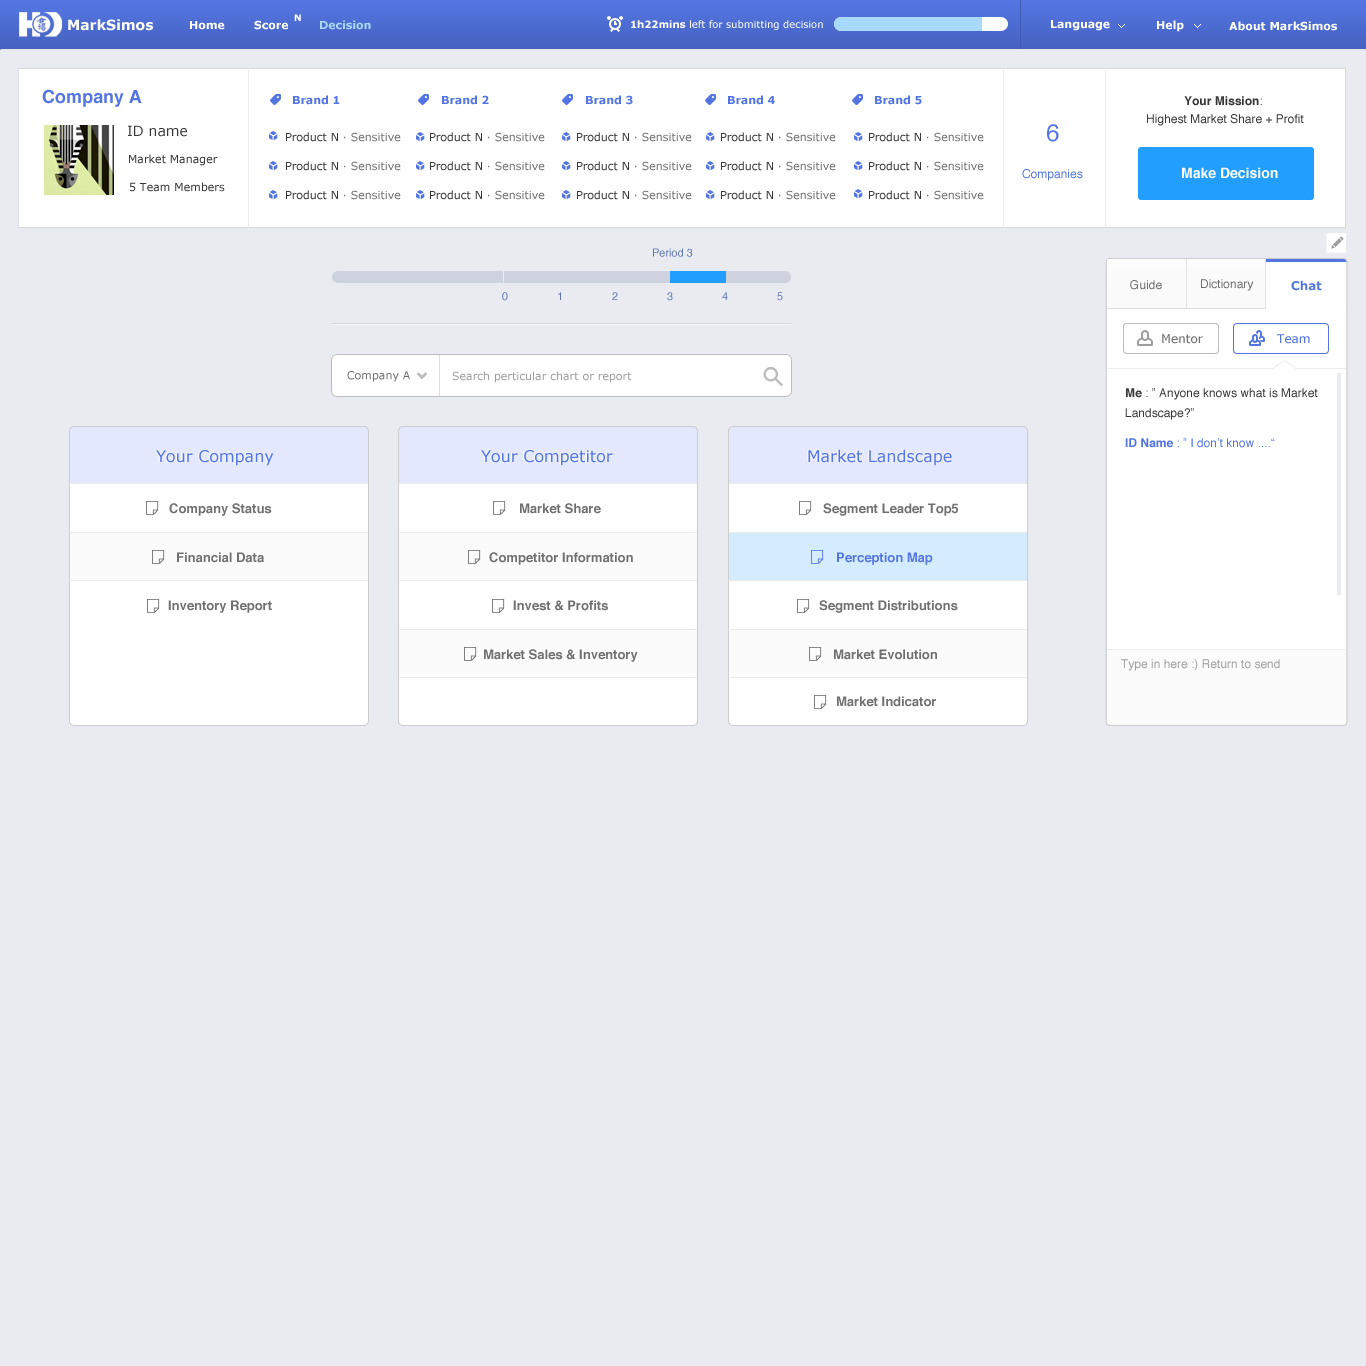 HCD MarkSimos Home Score N Decision 1h22mins left for submitting decision Language Help About MarkSimos
Company A
ID name
Market Manager
5 Team Members
Brand 1 Brand 2 Brand 3 Brand 4 Brand 5
Product N · Sensitive Product N · Sensitive Product N · Sensitive Product N · Sensitive Product N · Sensitive
Product N · Sensitive Product N · Sensitive Product N · Sensitive Product N · Sensitive Product N · Sensitive
Product N · Sensitive Product N · Sensitive Product N · Sensitive Product N · Sensitive Product N · Sensitive
6
Companies
Your Mission:
Highest Market Share + Profit
Make Decision
Period 3
0 1 2 3 4 5
Company A Search perticular chart or report
Your Company
Company Status
Financial Data
Inventory Report
Your Competitor
Market Share
Competitor Information
Invest & Profits
Market Sales & Inventory
Market Landscape
Segment Leader Top5
Perception Map
Segment Distributions
Market Evolution
Market Indicator
Guide Dictionary Chat
Mentor Team
Me : ” Anyone knows what is Market
Landscape?”
ID Name : ” I don’t know ....“
Type in here :) Return to send